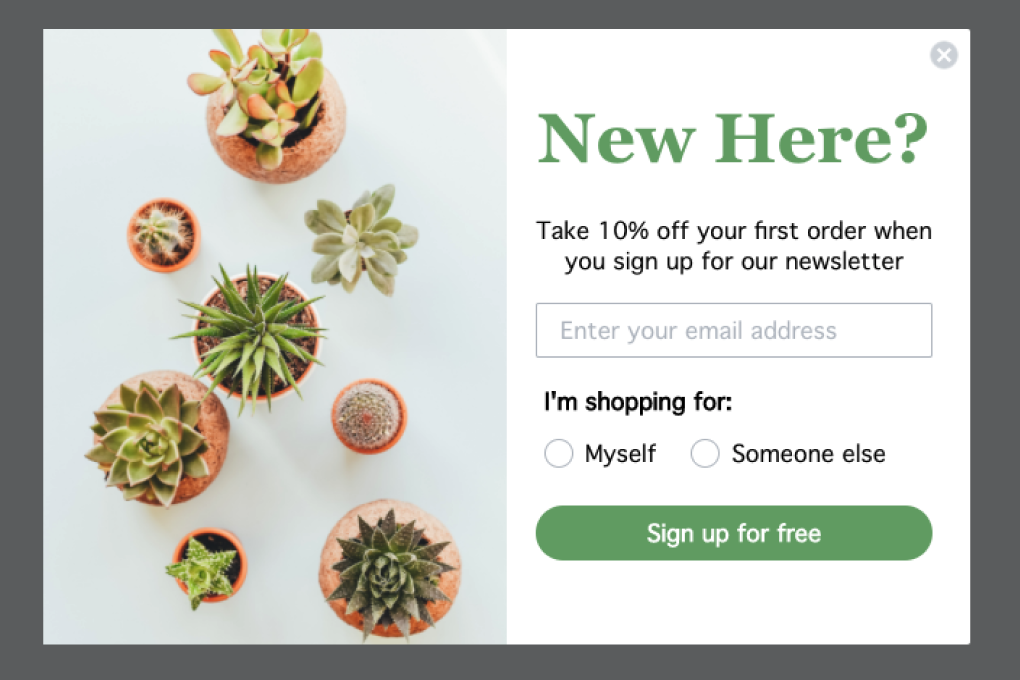 New Here?
Take 10% off your first order when
you sign up for our newsletter
Enter your email address
I'm shopping for:
Myself Someone else
Sign up for free